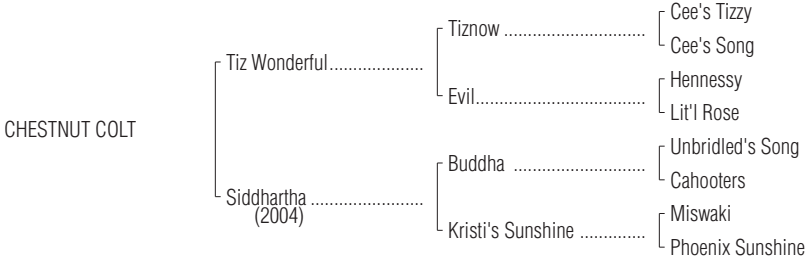 Cee's Tizzy
Tiznow ..............................
Cee's Song
Tiz Wonderful....................
Hennessy
Evil....................................
Lit'l Rose
CHESTNUT COLT
Unbridled's Song
Buddha ............................
Cahooters
Siddhartha ........................
(2004)
Miswaki
Kristi's Sunshine ..............
Phoenix Sunshine